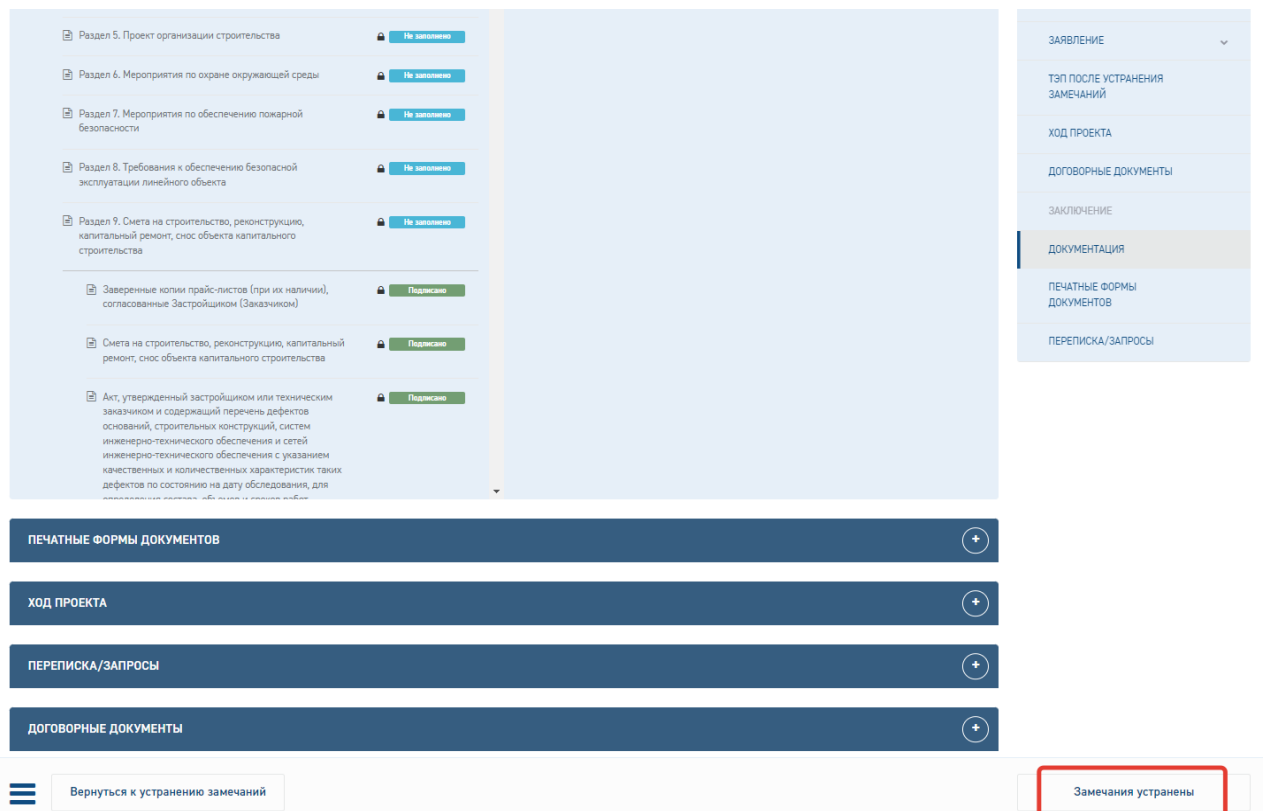 Раздел 5. Проект организации строительства
Не заполнено
Раздел 6. Мероприятия по охране окружающей среды
Не заполнено
Раздел 7. Мероприятия по обеспечению пожарной
безопасности
Не заполнено
Раздел 8. Требования к обеспечению безопасной
эксплуатации линейного объекта
Не заполнено
Раздел 9. Смета на строительство, реконструкцию,
капитальный ремонт, снос объекта капитального
строительства
Не заполнено
Заверенные копии прайс-листов (при их наличии),
согласованные Застройщиком (Заказчиком)
Подписано
Смета на строительство, реконструкцию, капитальный
ремонт, снос объекта капитального строительства
Подписано
Акт, утвержденный застройщиком или техническим
заказчиком и содержащий перечень дефектов
оснований, строительных конструкций, систем
инженерно-технического обеспечения и сетей
инженерно-технического обеспечения с указанием
качественных и количественных характеристик таких
дефектов по состоянию на дату обследования, для
определения состава, объемов и сроков работ
Подписано
ЗАЯВЛЕНИЕ
ТЭП ПОСЛЕ УСТРАНЕНИЯ
ЗАМЕЧАНИЙ
ХОД ПРОЕКТА
ДОГОВОРНЫЕ ДОКУМЕНТЫ
ЗАКЛЮЧЕНИЕ
ДОКУМЕНТАЦИЯ
ПЕЧАТНЫЕ ФОРМЫ
ДОКУМЕНТОВ
ПЕРЕПИСКА/ЗАПРОСЫ
ПЕЧАТНЫЕ ФОРМЫ ДОКУМЕНТОВ
ХОД ПРОЕКТА
ПЕРЕПИСКА/ЗАПРОСЫ
ДОГОВОРНЫЕ ДОКУМЕНТЫ
Вернуться к устранению замечаний
Замечания устранены